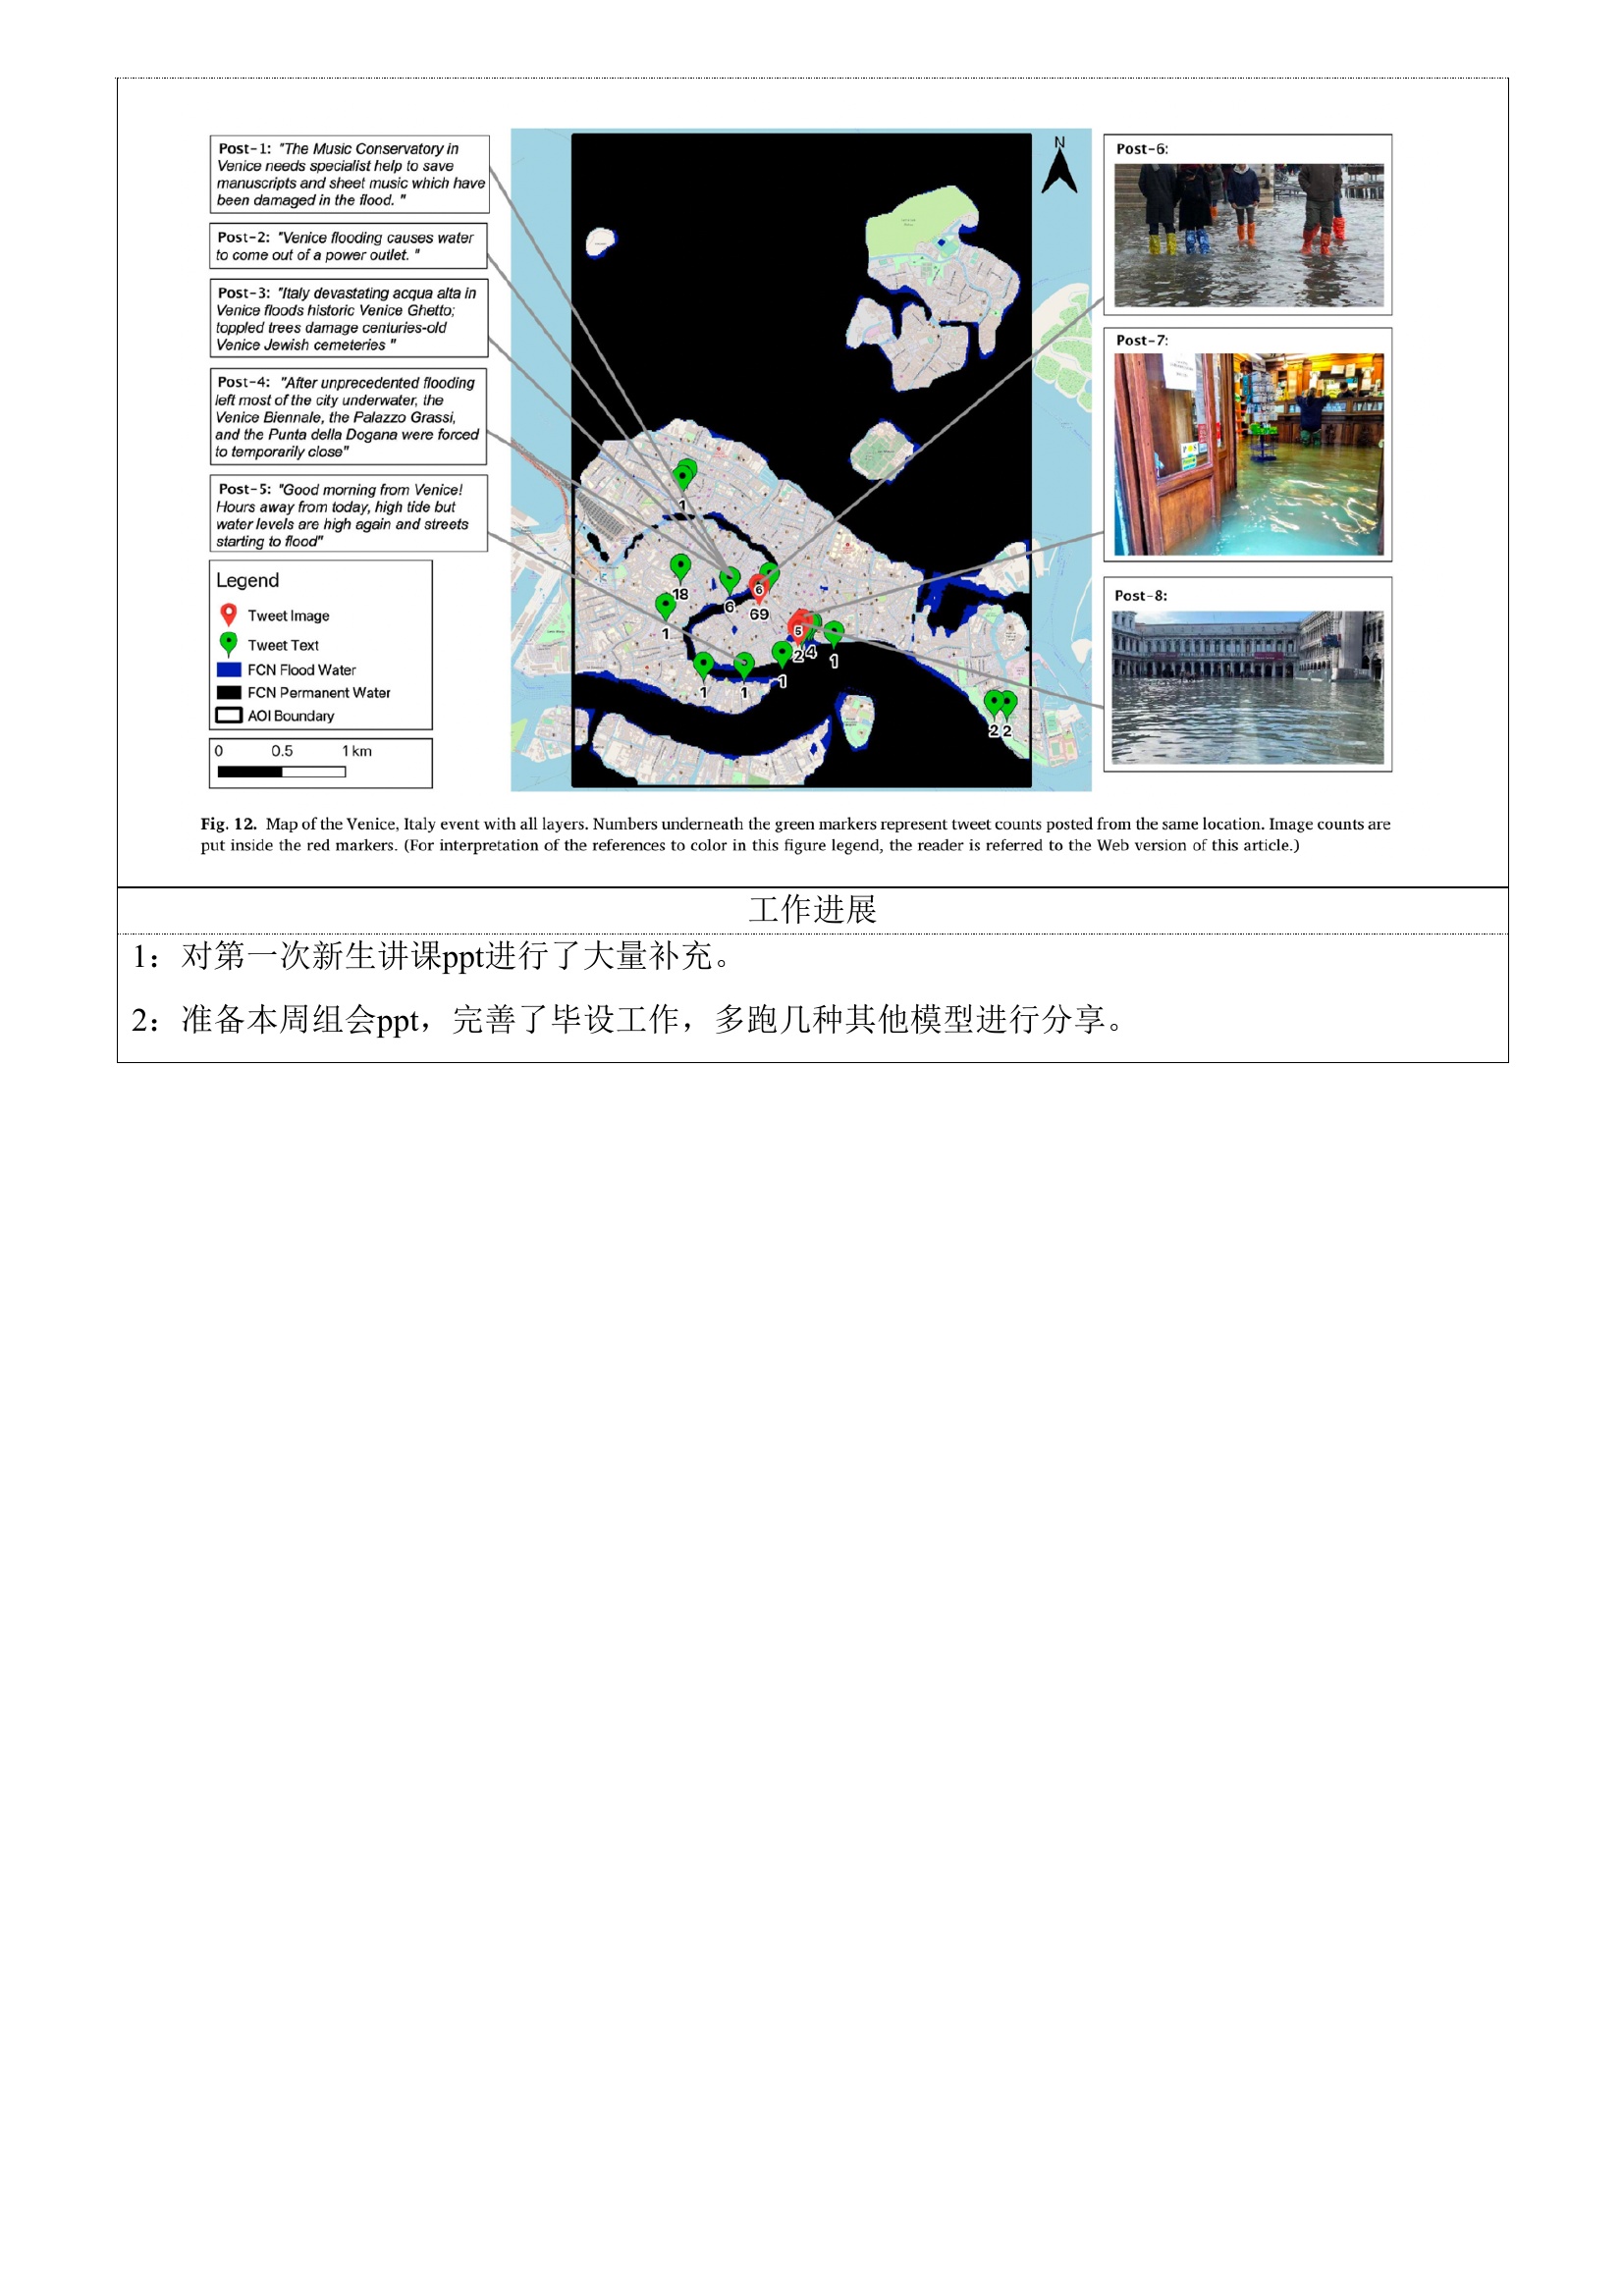 Post-1: "The Music Conservatory in
Venice needs specialist help to save
manuscripts and sheet music which have
been damaged in the flood. "
Post-2: "Venice flooding causes water
to come out of a power outlet. "
Post-3: "Italy devastating acqua alta in
Venice floods historic Venice Ghetto;
toppled trees damage centuries-old
Venice Jewish cemeteries "
Post-4: "After unprecedented flooding
left most of the city underwater, the
Venice Biennale, the Palazzo Grassi,
and the Punta della Dogana were forced
to temporarily close"
Post-5: "Good morning from Venice!
Hours away from today, high tide but
water levels are high again and streets
starting to flood"
Legend
Tweet Image
Tweet Text
FCN Flood Water
FCN Permanent Water
AOI Boundary
0 0.5 1 km
N
1
18
6
6
69
1
5
2 4
1
1
1
1
2 2
Post-6:
Post-7:
Post-8:
Fig. 12. Map of the Venice, Italy event with all layers. Numbers underneath the green markers represent tweet counts posted from the same location. Image counts are
put inside the red markers. (For interpretation of the references to color in this figure legend, the reader is referred to the Web version of this article.)
工作进展
1：对第一次新生讲课ppt进行了大量补充。
2：准备本周组会ppt，完善了毕设工作，多跑几种其他模型进行分享。